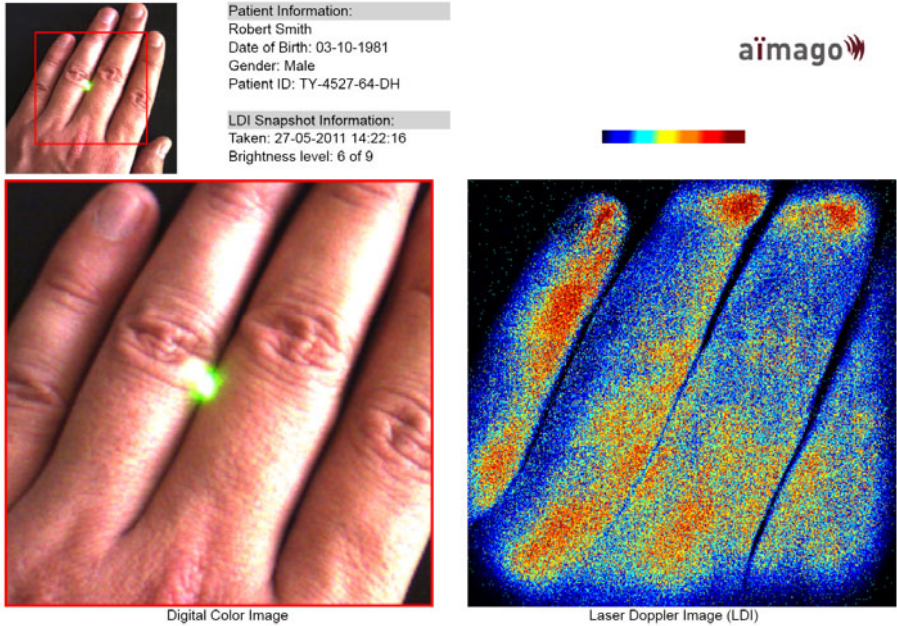 Patient Information:
Robert Smith
Date of Birth: 03-10-1981
Gender: Male
Patient ID: TY-4527-64-DH
LDI Snapshot Information:
Taken: 27-05-2011 14:22:16
Brightness level: 6 of 9
aïmago
Digital Color Image
Laser Doppler Image (LDI)